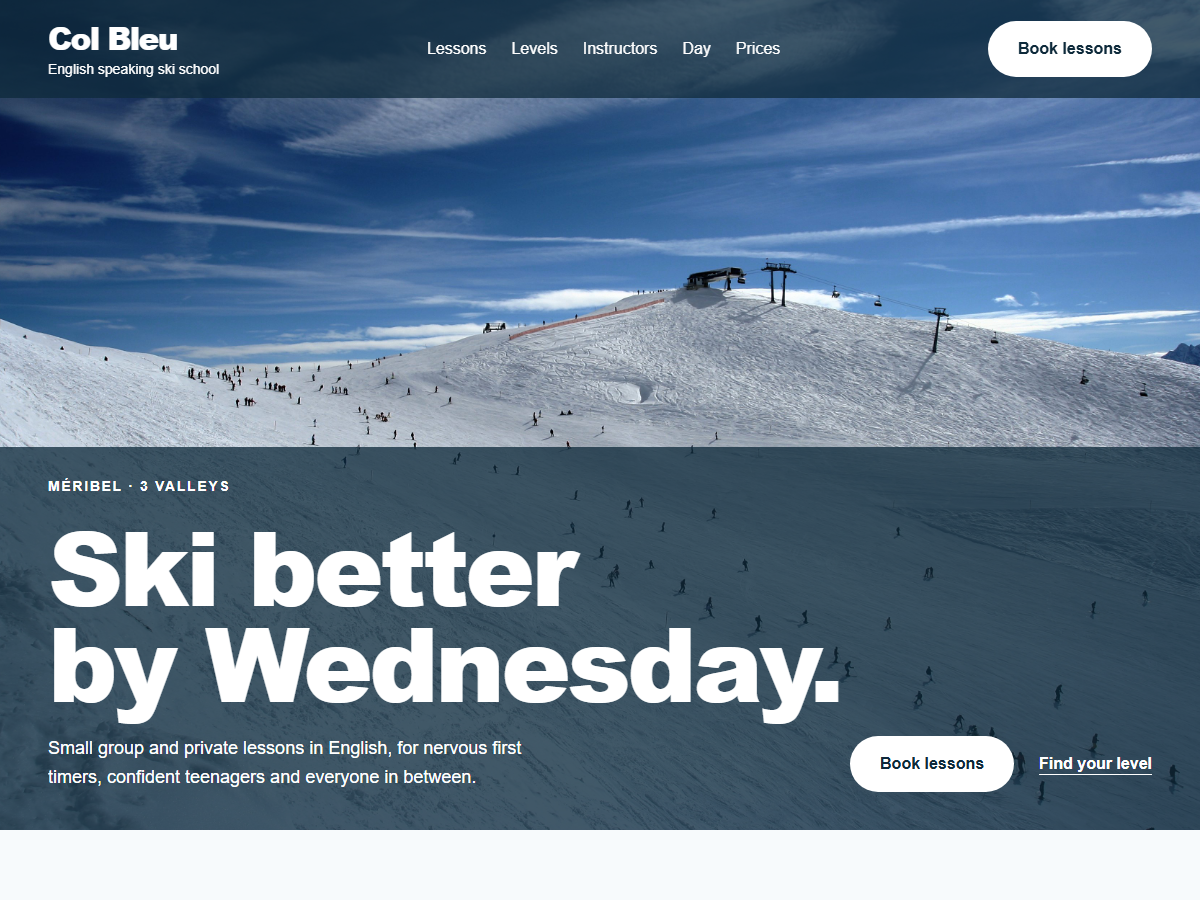 Col Bleu
English speaking ski school
Lessons Levels Instructors Day Prices
Book lessons
MÉRIBEL · 3 VALLEYS
Ski better
by Wednesday.
Small group and private lessons in English, for nervous first
timers, confident teenagers and everyone in between.
Book lessons
Find your level